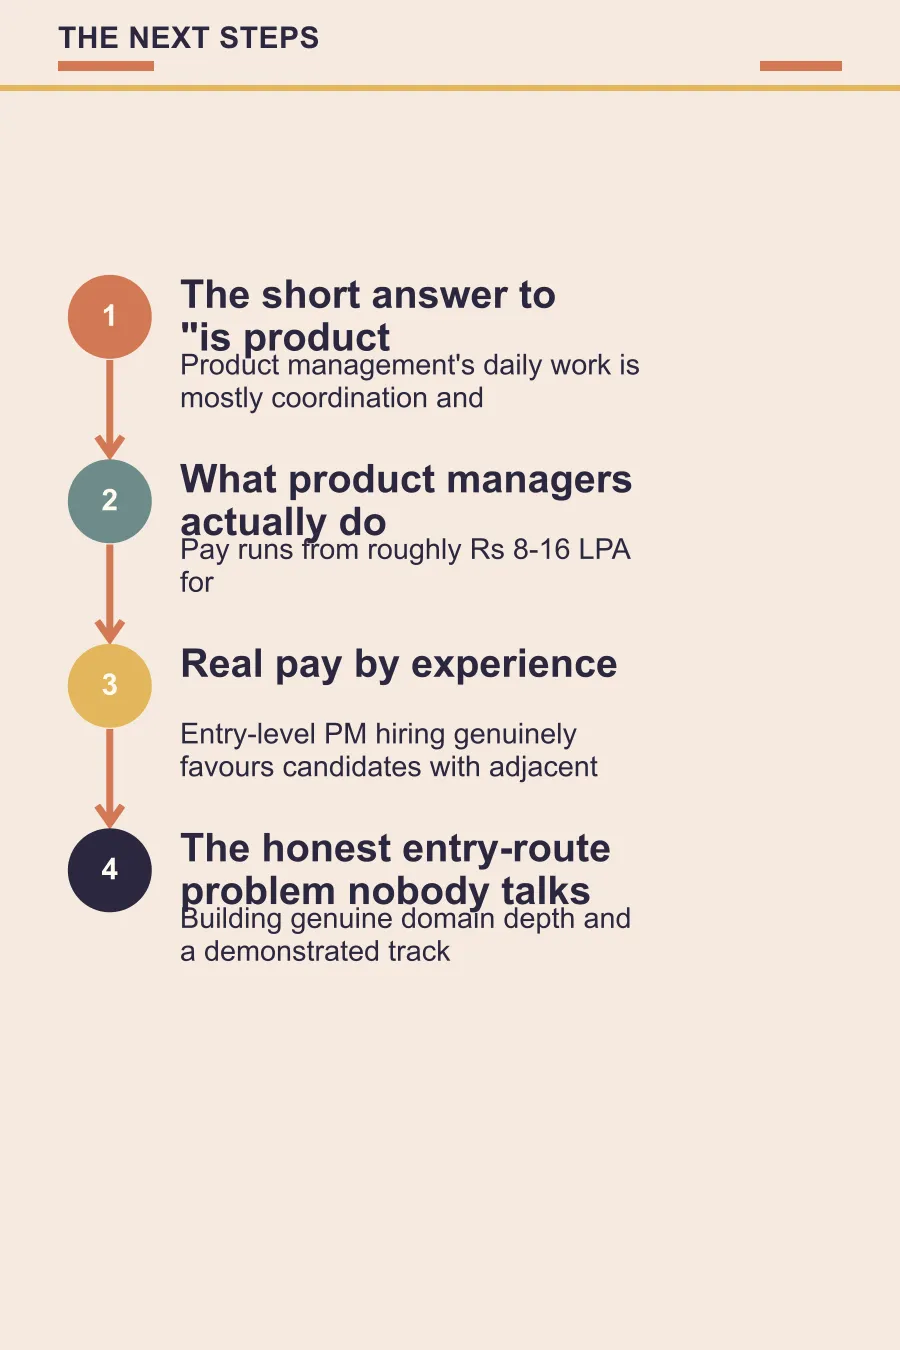 THE NEXT STEPS
1
The short answer to
"is product
Product management's daily work is
mostly coordination and
2
What product managers
actually do
Pay runs from roughly Rs 8-16 LPA
for
3
Real pay by experience
Entry-level PM hiring genuinely
favours candidates with adjacent
4
The honest entry-route
problem nobody talks
Building genuine domain depth and
a demonstrated track